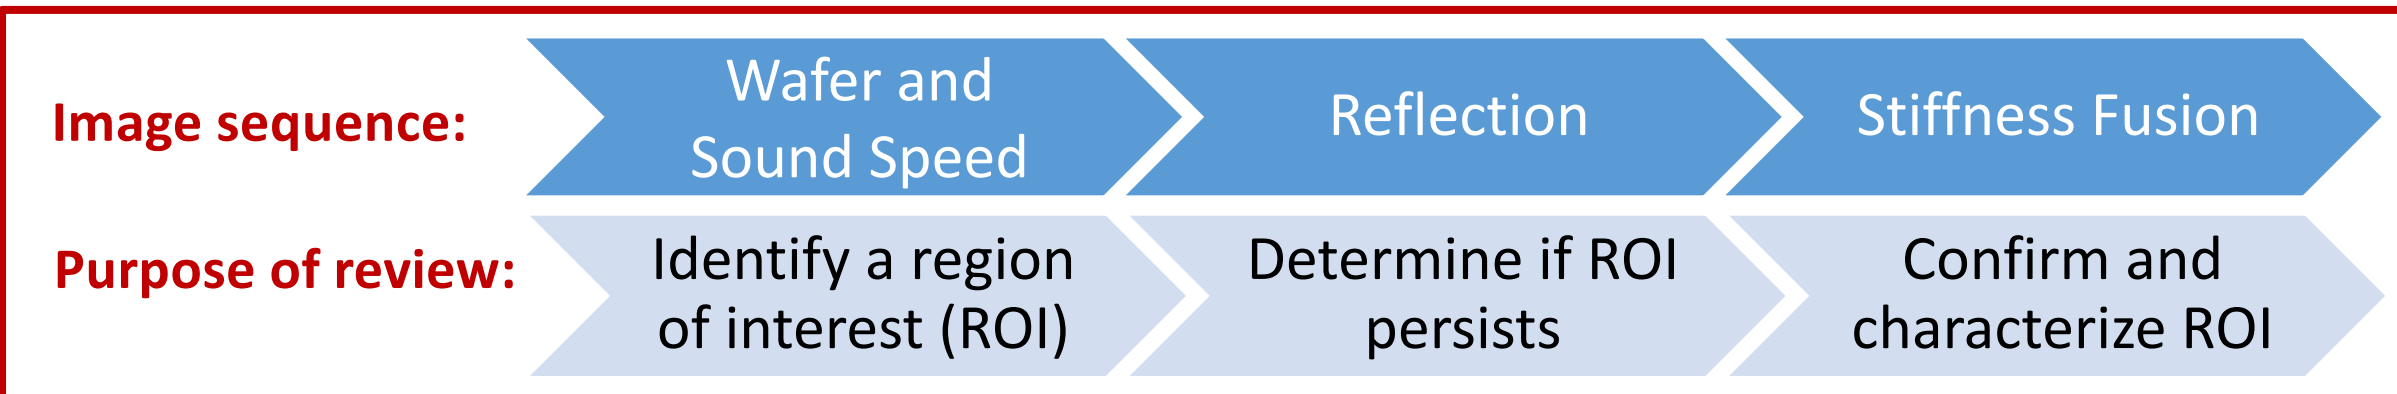 Image sequence:
Wafer and
Sound Speed
Reflection
Stiffness Fusion
Purpose of review:
Identify a region
of interest (ROI)
Determine if ROI
persists
Confirm and
characterize ROI